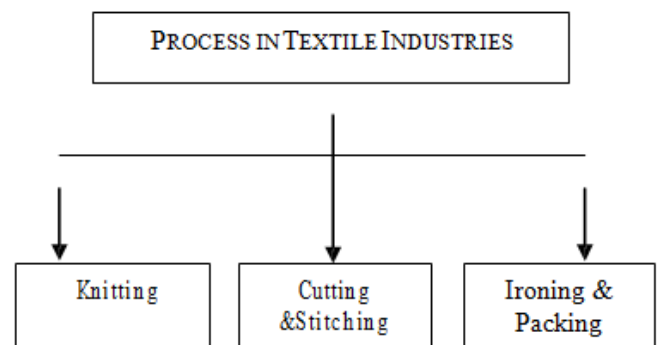 PROCESS IN TEXTILE INDUSTRIES
Knitting
Cutting
&Stitching
Ironing &
Packing